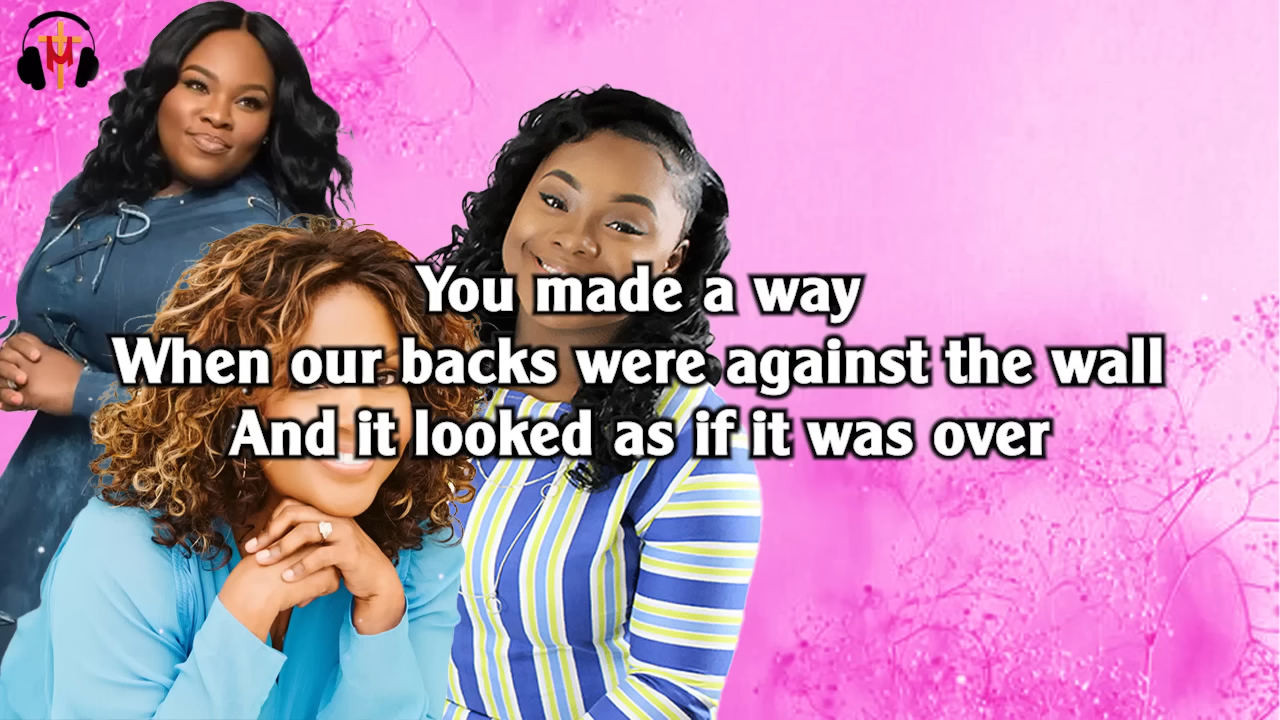 You made a way
When our backs were against the wall
And it looked as if it was over